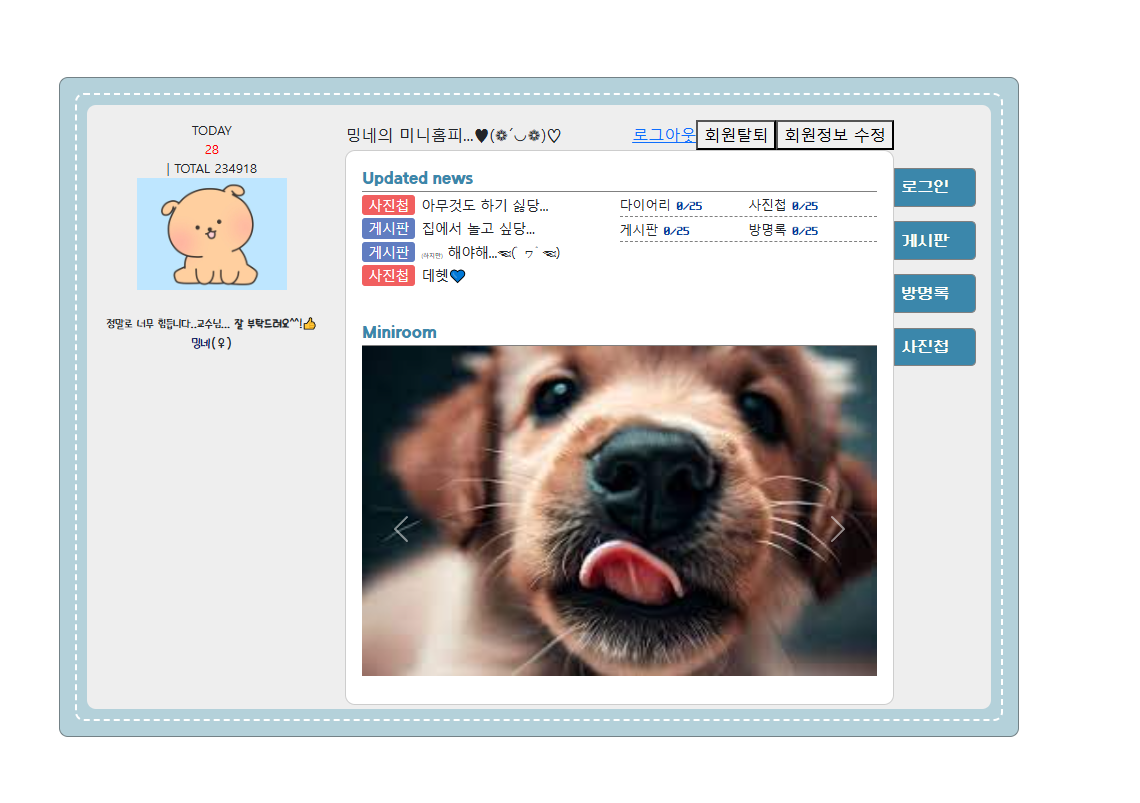 TODAY
28
| TOTAL 234918
정말로 너무 힘듭니다..교수님... 잘 부탁드려요^^!👍
밍네(♀)
밍네의 미니홈피...♥(❁´◡❁)♡
로그아웃 회원탈퇴 회원정보 수정
Updated news
사진첩 아무것도 하기 싫당...
게시판 집에서 놀고 싶당...
게시판 (하지만) 해야해...☜(ﾟヮﾟ☜)
사진첩 데헷💙
다이어리 0/25 사진첩 0/25
게시판 0/25 방명록 0/25
Miniroom
로그인
게시판
방명록
사진첩